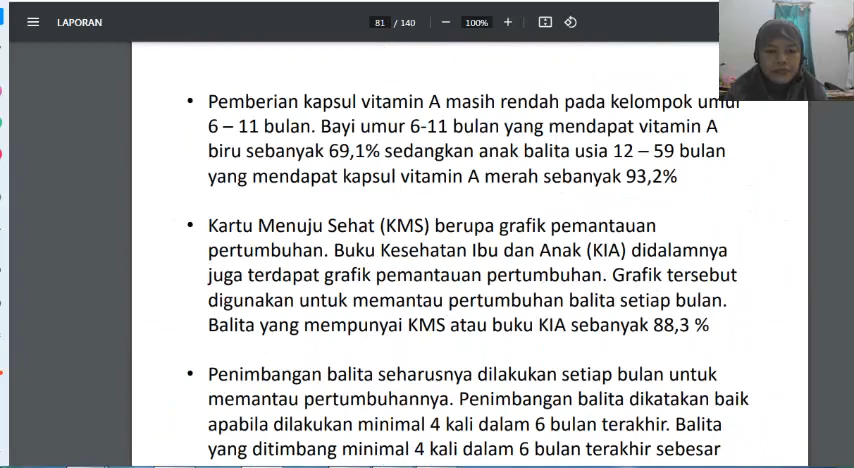 LAPORAN
81 / 140
100%
• Pemberian kapsul vitamin A masih rendah pada kelompok umur
6 – 11 bulan. Bayi umur 6-11 bulan yang mendapat vitamin A
biru sebanyak 69,1% sedangkan anak balita usia 12 – 59 bulan
yang mendapat kapsul vitamin A merah sebanyak 93,2%
• Kartu Menuju Sehat (KMS) berupa grafik pemantauan
pertumbuhan. Buku Kesehatan Ibu dan Anak (KIA) didalamnya
juga terdapat grafik pemantauan pertumbuhan. Grafik tersebut
digunakan untuk memantau pertumbuhan balita setiap bulan.
Balita yang mempunyai KMS atau buku KIA sebanyak 88,3 %
• Penimbangan balita seharusnya dilakukan setiap bulan untuk
memantau pertumbuhannya. Penimbangan balita dikatakan baik
apabila dilakukan minimal 4 kali dalam 6 bulan terakhir. Balita
yang ditimbang minimal 4 kali dalam 6 bulan terakhir sebesar